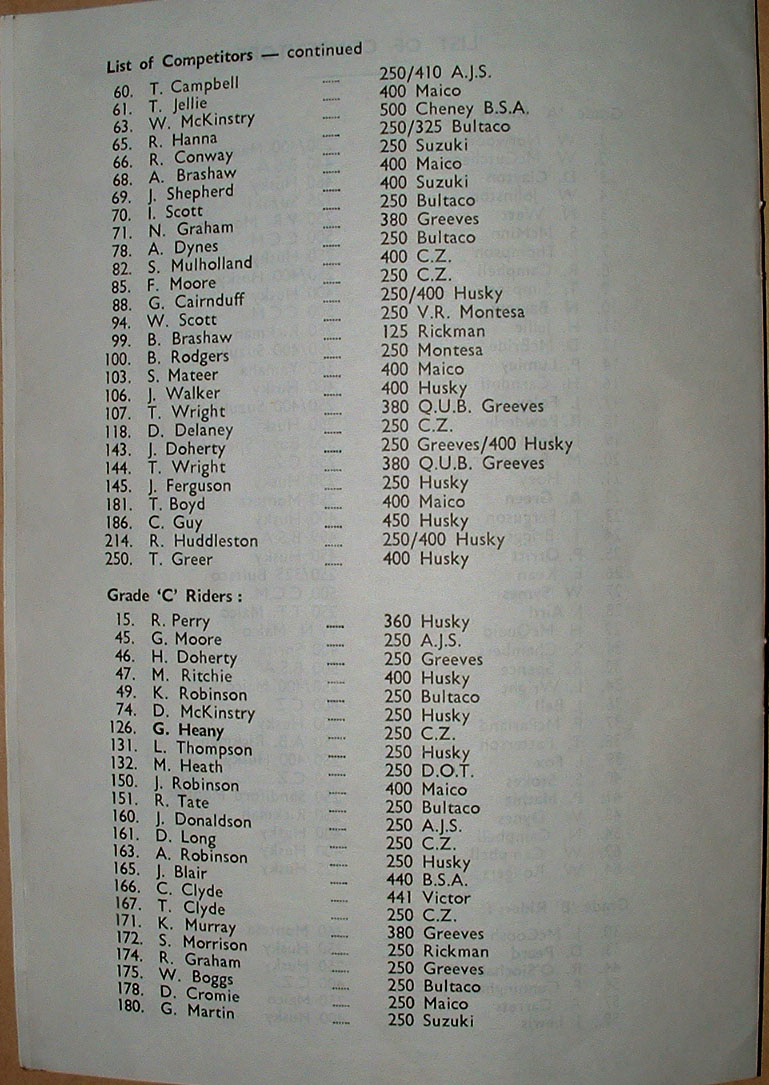 List of Competitors — continued
60. T. Campbell ...... 250/410 A.J.S.
61. T. Jellie ...... 400 Maico
63. W. McKinstry ...... 500 Cheney B.S.A.
65. R. Hanna ...... 250/325 Bultaco
66. R. Conway ...... 250 Suzuki
68. A. Brashaw ...... 400 Maico
69. J. Shepherd ...... 400 Suzuki
70. I. Scott ...... 250 Bultaco
71. N. Graham ...... 380 Greeves
78. A. Dynes ...... 250 Bultaco
82. S. Mulholland ...... 400 C.Z.
85. F. Moore ...... 250 C.Z.
88. G. Cairnduff ...... 250/400 Husky
94. W. Scott ...... 250 V.R. Montesa
99. B. Brashaw ...... 125 Rickman
100. B. Rodgers ...... 250 Montesa
103. S. Mateer ...... 400 Maico
106. J. Walker ...... 400 Husky
107. T. Wright ...... 380 Q.U.B. Greeves
118. D. Delaney ...... 250 C.Z.
143. J. Doherty ...... 250 Greeves/400 Husky
144. T. Wright ...... 380 Q.U.B. Greeves
145. J. Ferguson ...... 250 Husky
181. T. Boyd ...... 400 Maico
186. C. Guy ...... 450 Husky
214. R. Huddleston ...... 250/400 Husky
250. T. Greer ...... 400 Husky
Grade 'C' Riders :
15. R. Perry ...... 360 Husky
45. G. Moore ...... 250 A.J.S.
46. H. Doherty ...... 250 Greeves
47. M. Ritchie ...... 400 Husky
49. K. Robinson ...... 250 Bultaco
74. D. McKinstry ...... 250 Husky
126. G. Heany ...... 250 C.Z.
131. L. Thompson ...... 250 Husky
132. M. Heath ...... 250 D.O.T.
150. J. Robinson ...... 400 Maico
151. R. Tate ...... 250 Bultaco
160. J. Donaldson ...... 250 A.J.S.
161. D. Long ...... 250 C.Z.
163. A. Robinson ...... 250 Husky
165. J. Blair ...... 440 B.S.A.
166. C. Clyde ...... 441 Victor
167. T. Clyde ...... 250 C.Z.
171. K. Murray ...... 380 Greeves
172. S. Morrison ...... 250 Rickman
174. R. Graham ...... 250 Greeves
175. W. Boggs ...... 250 Bultaco
178. D. Cromie ...... 250 Maico
180. G. Martin ...... 250 Suzuki